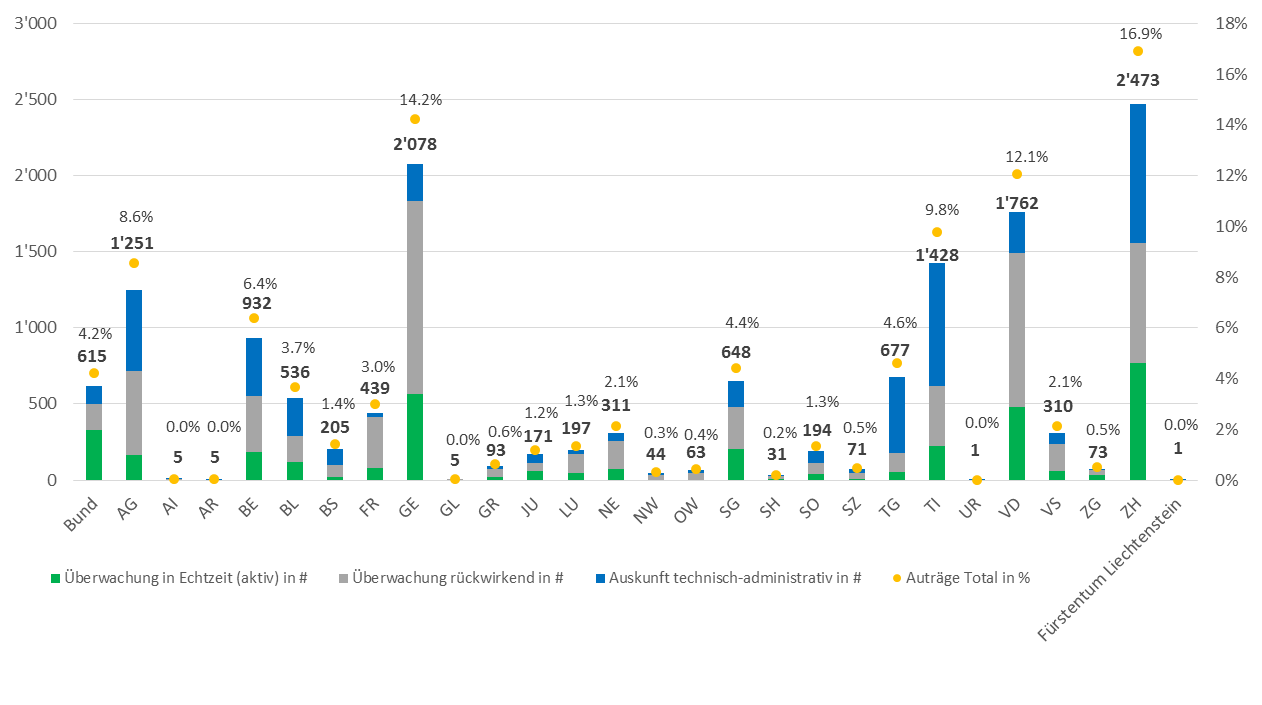 3'000
2'500
2'000
1'500
1'000
500
0
18%
16%
14%
12%
10%
8%
6%
4%
2%
0%
4.2%
615
8.6%
1'251
0.0%
5
0.0%
5
6.4%
932
3.7%
536
1.4%
205
3.0%
439
14.2%
2'078
0.0%
5
0.6%
93
1.2%
171
1.3%
197
2.1%
311
0.3%
44
0.4%
63
4.4%
648
0.2%
31
1.3%
194
0.5%
71
4.6%
677
9.8%
1'428
0.0%
1
12.1%
1'762
2.1%
310
0.5%
73
16.9%
2'473
0.0%
1
Bund
AG
AI
AR
BE
BL
BS
FR
GE
GL
GR
JU
LU
NE
NW
OW
SG
SH
SO
SZ
TG
TI
UR
VD
VS
ZG
ZH
Fürstentum Liechtenstein
Überwachung in Echtzeit (aktiv) in #
Überwachung rückwirkend in #
Auskunft technisch-administrativ in #
Auträge Total in %